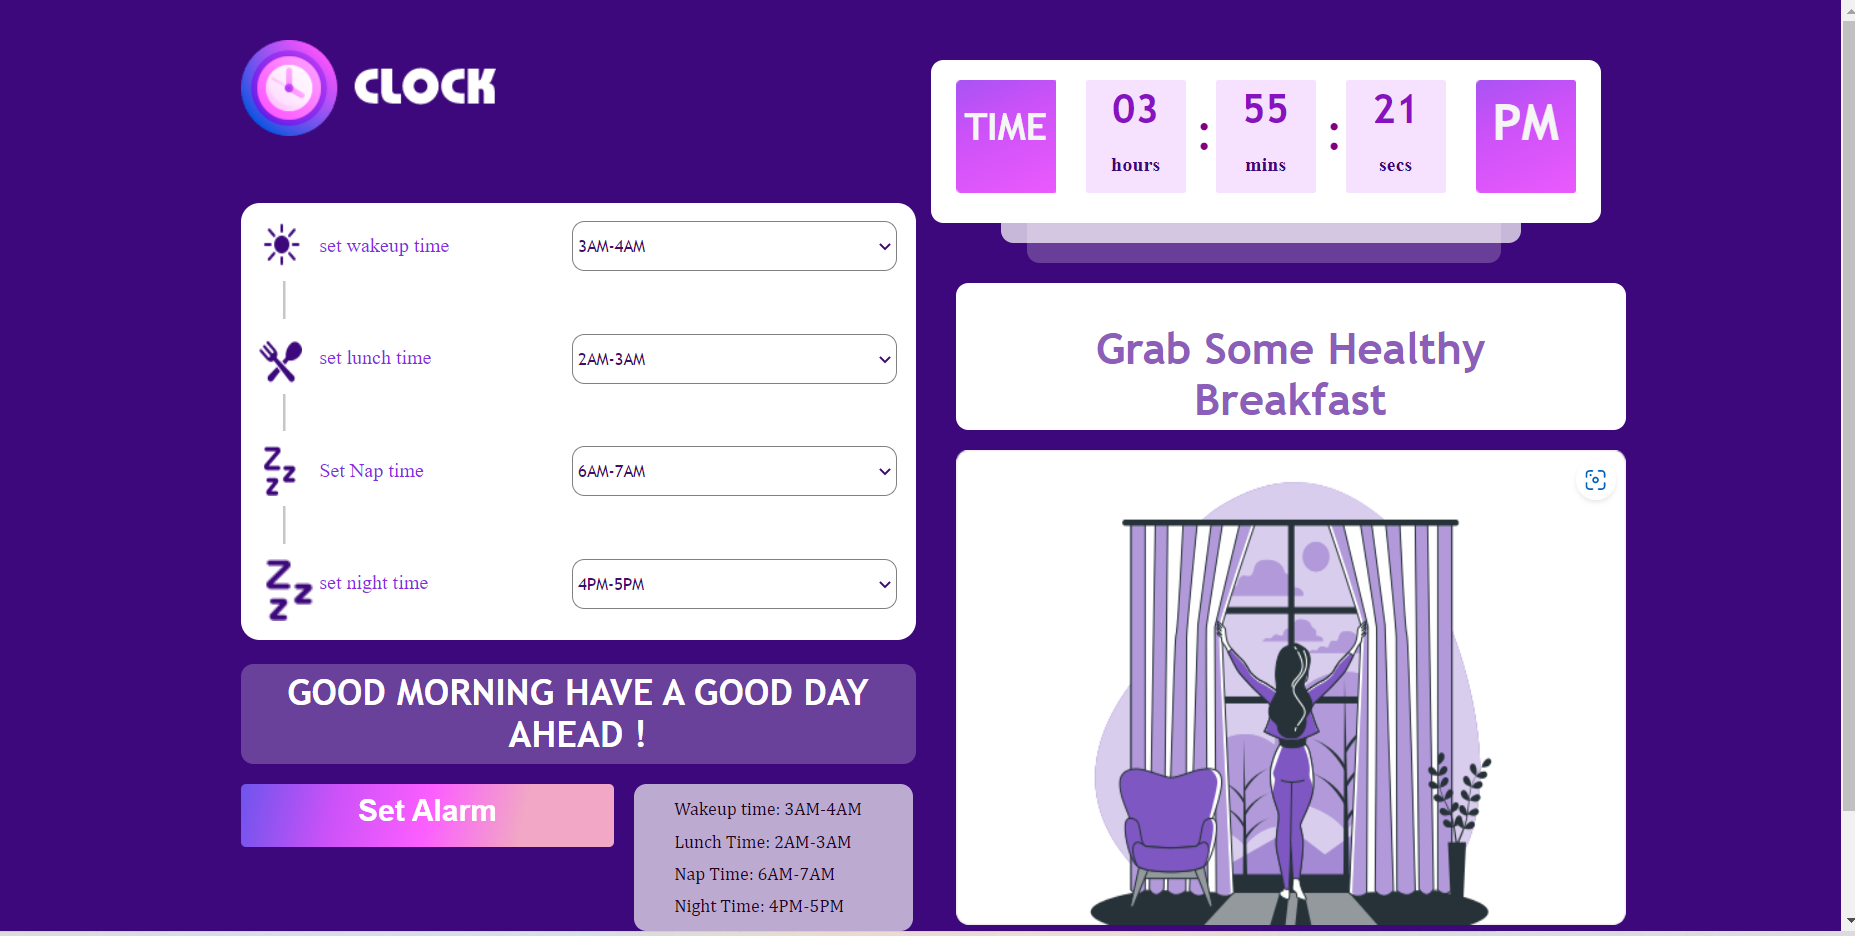 CLOCK
TIME
03
hours
:
55
mins
:
21
secs
PM
set wakeup time
3AM-4AM
set lunch time
2AM-3AM
Set Nap time
6AM-7AM
set night time
4PM-5PM
GOOD MORNING HAVE A GOOD DAY
AHEAD !
Set Alarm
Wakeup time: 3AM-4AM
Lunch Time: 2AM-3AM
Nap Time: 6AM-7AM
Night Time: 4PM-5PM
Grab Some Healthy
Breakfast